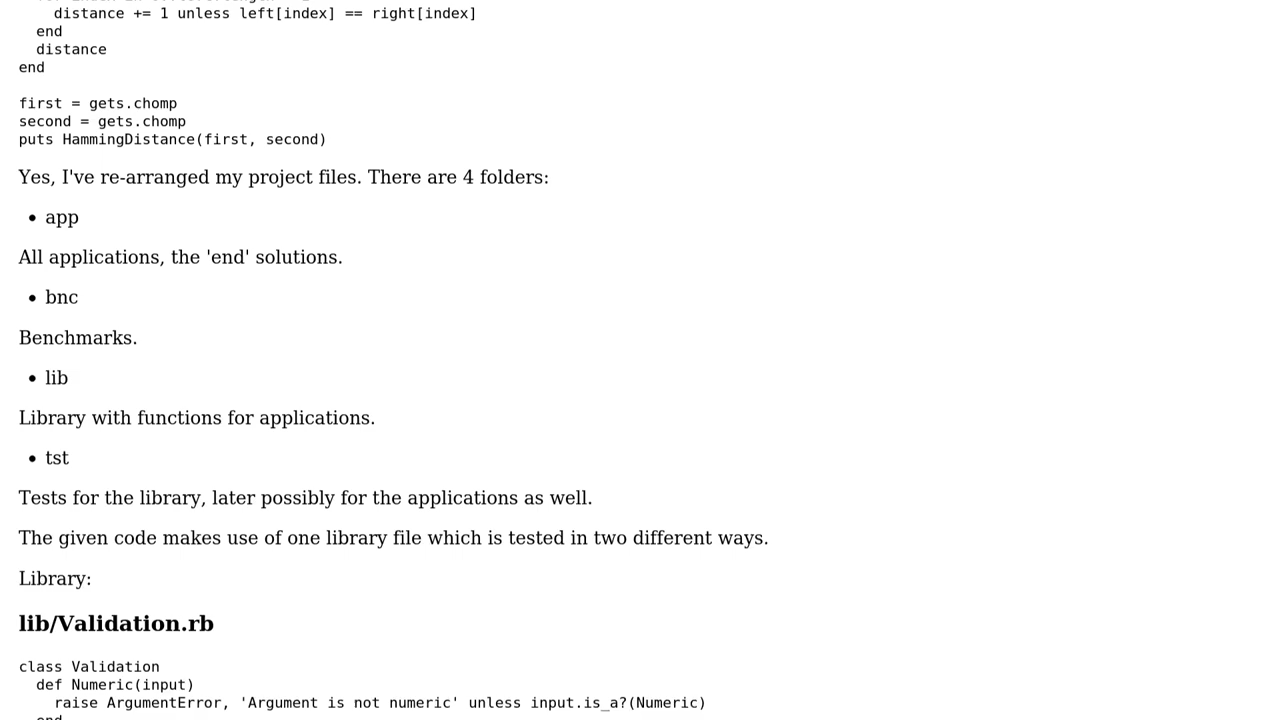 distance += 1 unless left[index] == right[index]
end
distance
end
first = gets.chomp
second = gets.chomp
puts HammingDistance(first, second)
Yes, I've re-arranged my project files. There are 4 folders:
• app
All applications, the 'end' solutions.
• bnc
Benchmarks.
• lib
Library with functions for applications.
• tst
Tests for the library, later possibly for the applications as well.
The given code makes use of one library file which is tested in two different ways.
Library:
lib/Validation.rb
class Validation
def Numeric(input)
raise ArgumentError, 'Argument is not numeric' unless input.is_a?(Numeric)
end